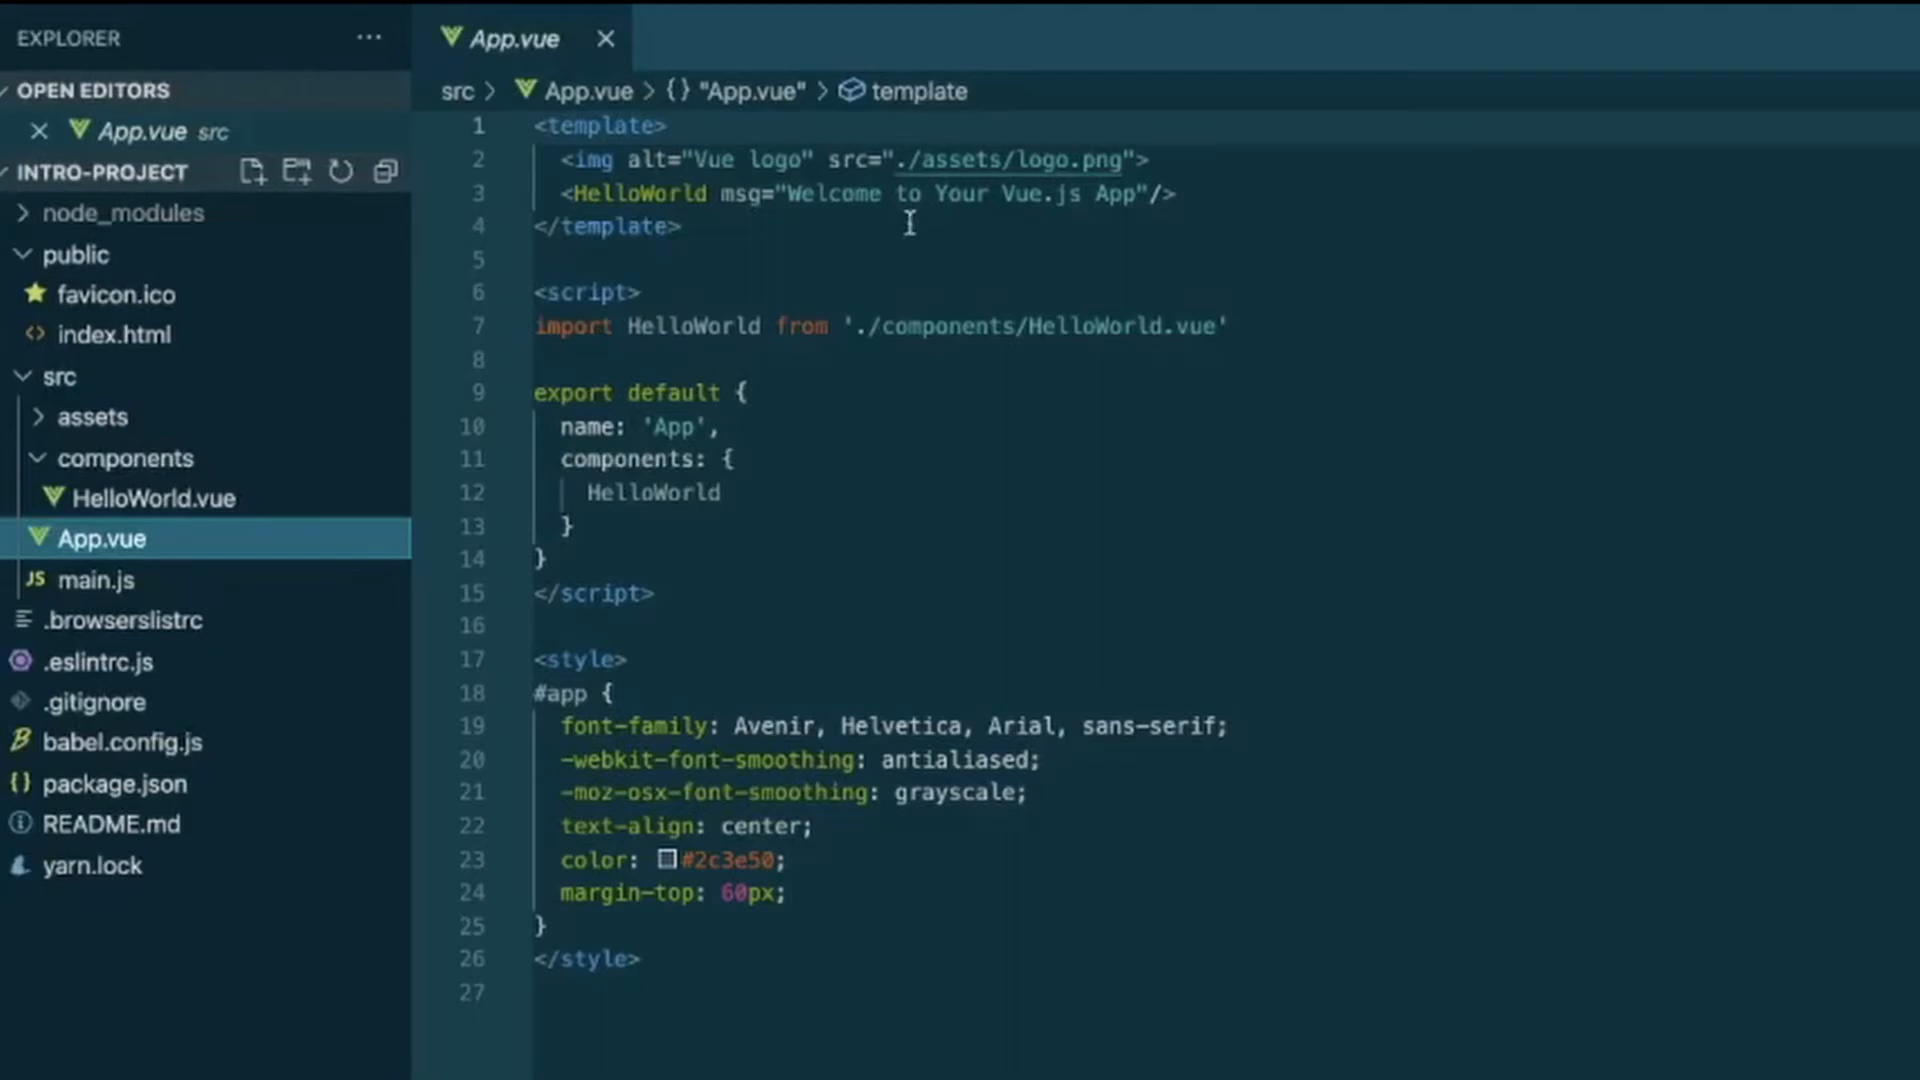 EXPLORER
OPEN EDITORS
App.vue src
INTRO-PROJECT
node_modules
public
favicon.ico
index.html
src
assets
components
HelloWorld.vue
App.vue
JS main.js
.browserslistrc
.eslintrc.js
.gitignore
babel.config.js
{} package.json
README.md
yarn.lock
App.vue
src > App.vue > {} "App.vue" > template
1 <template>
2 <img alt="Vue logo" src="./assets/logo.png">
3 <HelloWorld msg="Welcome to Your Vue.js App"/>
4 </template>
5
6 <script>
7 import HelloWorld from './components/HelloWorld.vue'
8
9 export default {
10 name: 'App',
11 components: {
12 HelloWorld
13 }
14 }
15 </script>
16
17 <style>
18 #app {
19 font-family: Avenir, Helvetica, Arial, sans-serif;
20 -webkit-font-smoothing: antialiased;
21 -moz-osx-font-smoothing: grayscale;
22 text-align: center;
23 color: #2c3e50;
24 margin-top: 60px;
25 }
26 </style>
27